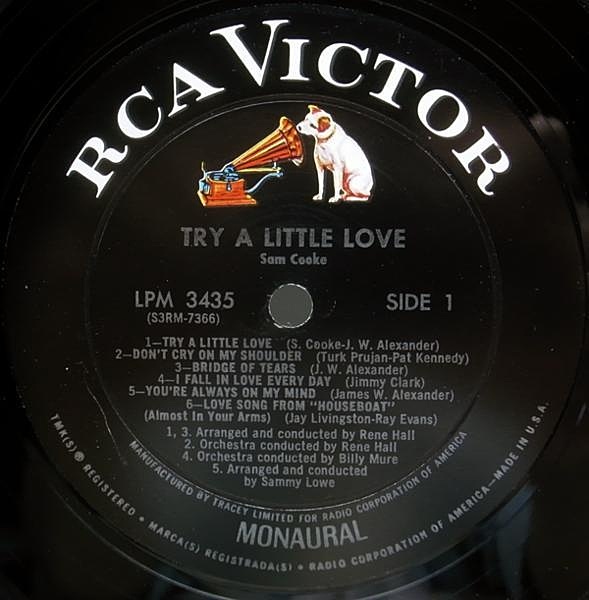 RCA VICTOR
TRY A LITTLE LOVE
Sam Cooke
LPM 3435
(S3RM-7366)
SIDE 1
1—TRY A LITTLE LOVE (S. Cooke-J. W. Alexander)
2—DON'T CRY ON MY SHOULDER (Turk Prujan-Pat Kennedy)
3—BRIDGE OF TEARS (J. W. Alexander)
4—I FALL IN LOVE EVERY DAY (Jimmy Clark)
5—YOU'RE ALWAYS ON MY MIND (James W. Alexander)
6—LOVE SONG FROM "HOUSEBOAT"
(Almost In Your Arms) (Jay Livingston-Ray Evans)
1, 3. Arranged and conducted by Rene Hall
2. Orchestra conducted by Rene Hall
4. Orchestra conducted by Billy Mure
5. Arranged and conducted
by Sammy Lowe
MANUFACTURED BY TRACEY LIMITED FOR RADIO CORPORATION OF AMERICA
MONAURAL
TMK(S) ® REGISTERED • MARCA(S) REGISTRADA(S) • RADIO CORPORATION OF AMERICA—MADE IN U.S.A.